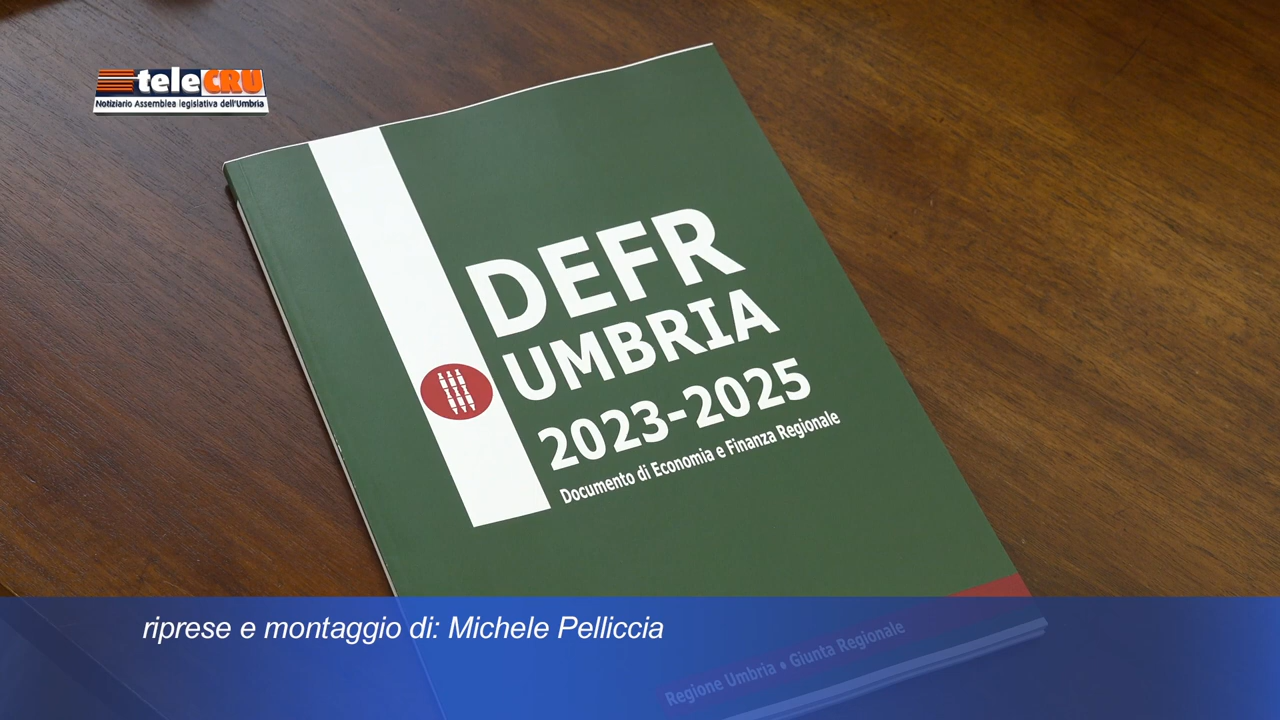 teleCRU
Notiziario Assemblea legislativa dell'Umbria
DEFR
UMBRIA
2023-2025
Documento di Economia e Finanza Regionale
riprese e montaggio di: Michele Pelliccia
Regione Umbria • Giunta Regionale